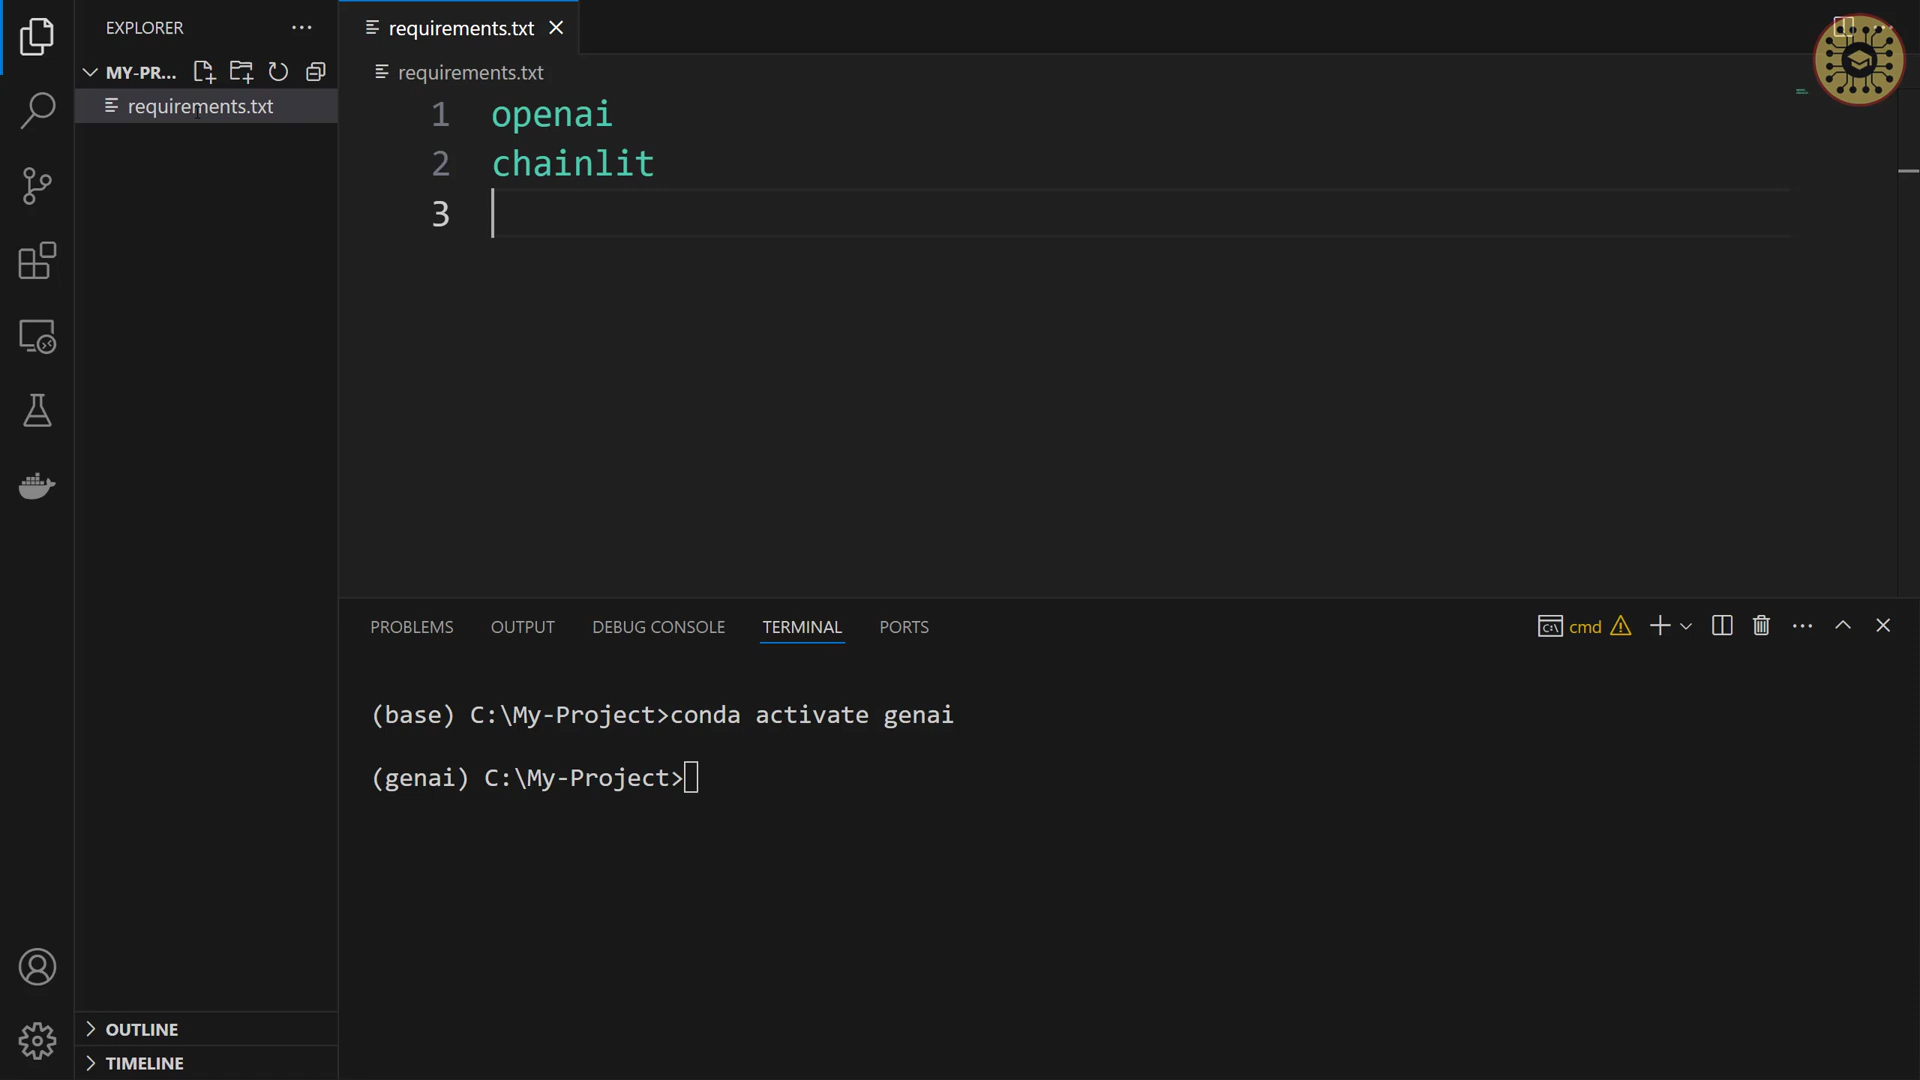 EXPLORER
MY-PR...
requirements.txt
OUTLINE
TIMELINE
requirements.txt
requirements.txt
1 openai
2 chainlit
3
PROBLEMS OUTPUT DEBUG CONSOLE TERMINAL PORTS
cmd
(base) C:\My-Project>conda activate genai
(genai) C:\My-Project>